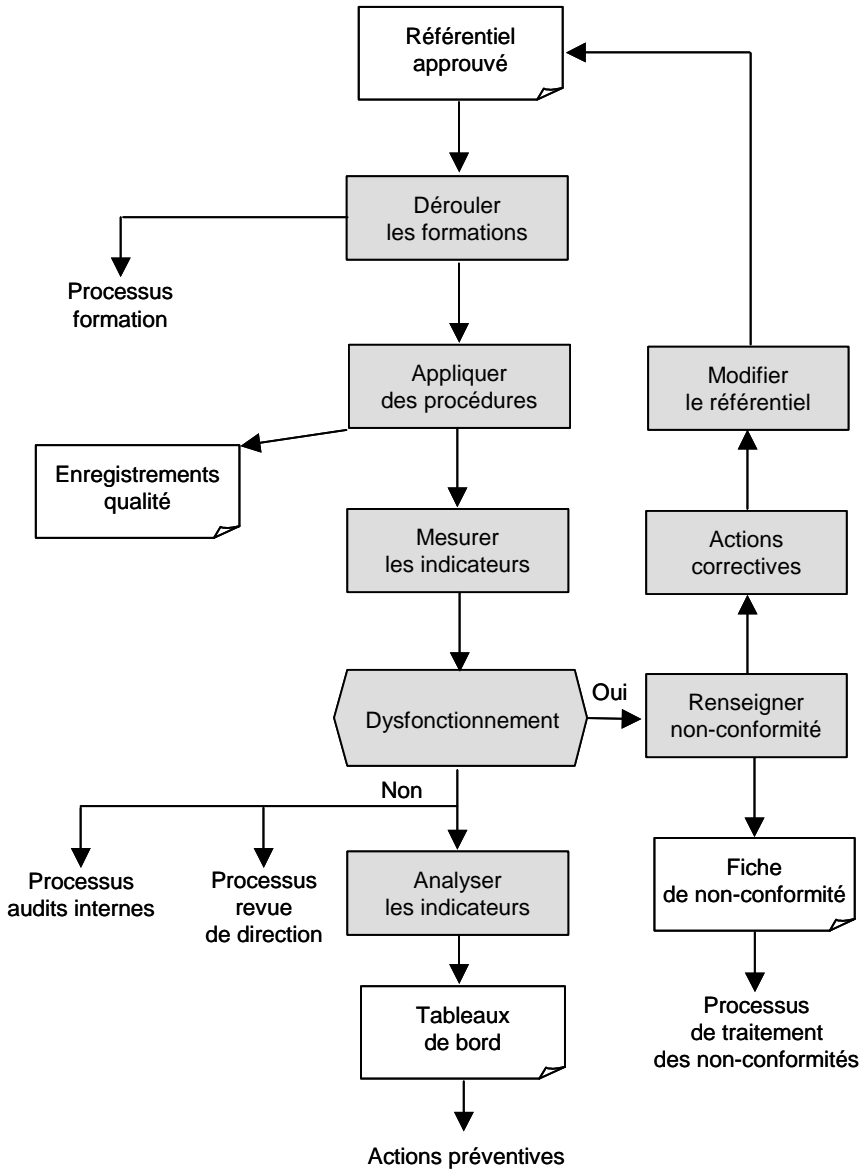 Référentiel
approuvé
Dérouler
les formations
Processus
formation
Appliquer
des procédures
Modifier
le référentiel
Enregistrements
qualité
Mesurer
les indicateurs
Actions
correctives
Dysfonctionnement
Oui
Renseigner
non-conformité
Non
Processus
audits internes
Processus
revue
de direction
Analyser
les indicateurs
Fiche
de non-conformité
Tableaux
de bord
Processus
de traitement
des non-conformités
Actions préventives